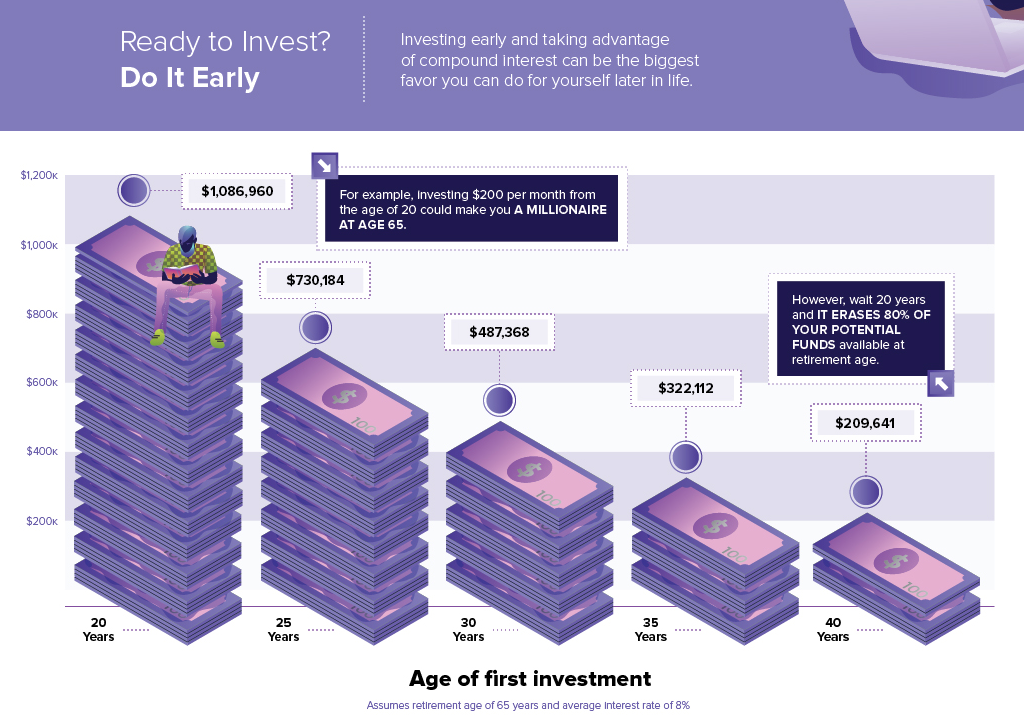 Ready to Invest?
Do It Early
Investing early and taking advantage
of compound interest can be the biggest
favor you can do for yourself later in life.
$1,200K
$1,000K
$800K
$600K
$400K
$200K
$1,086,960
For example, investing $200 per month from
the age of 20 could make you A MILLIONAIRE
AT AGE 65.
$730,184
$487,368
$322,112
However, wait 20 years
and IT ERASES 80% OF
YOUR POTENTIAL
FUNDS available at
retirement age.
$209,641
$
$
100
$
100
$
100
$
100
20
Years
25
Years
30
Years
35
Years
40
Years
Age of first investment
Assumes retirement age of 65 years and average interest rate of 8%